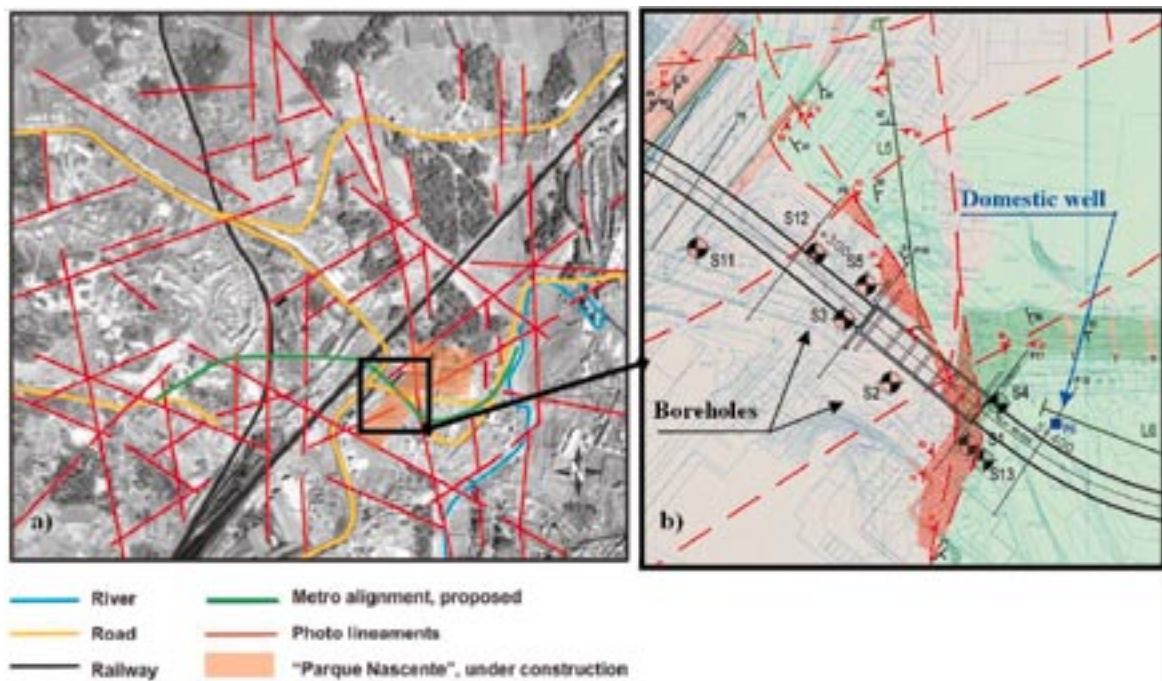 a)
b)
S12
S11
S5
S3
S2
Boreholes
Domestic well
L5
S4
S13
L6
River
Road
Railway
Metro alignment, proposed
Photo lineaments
“Parque Nascente”, under construction